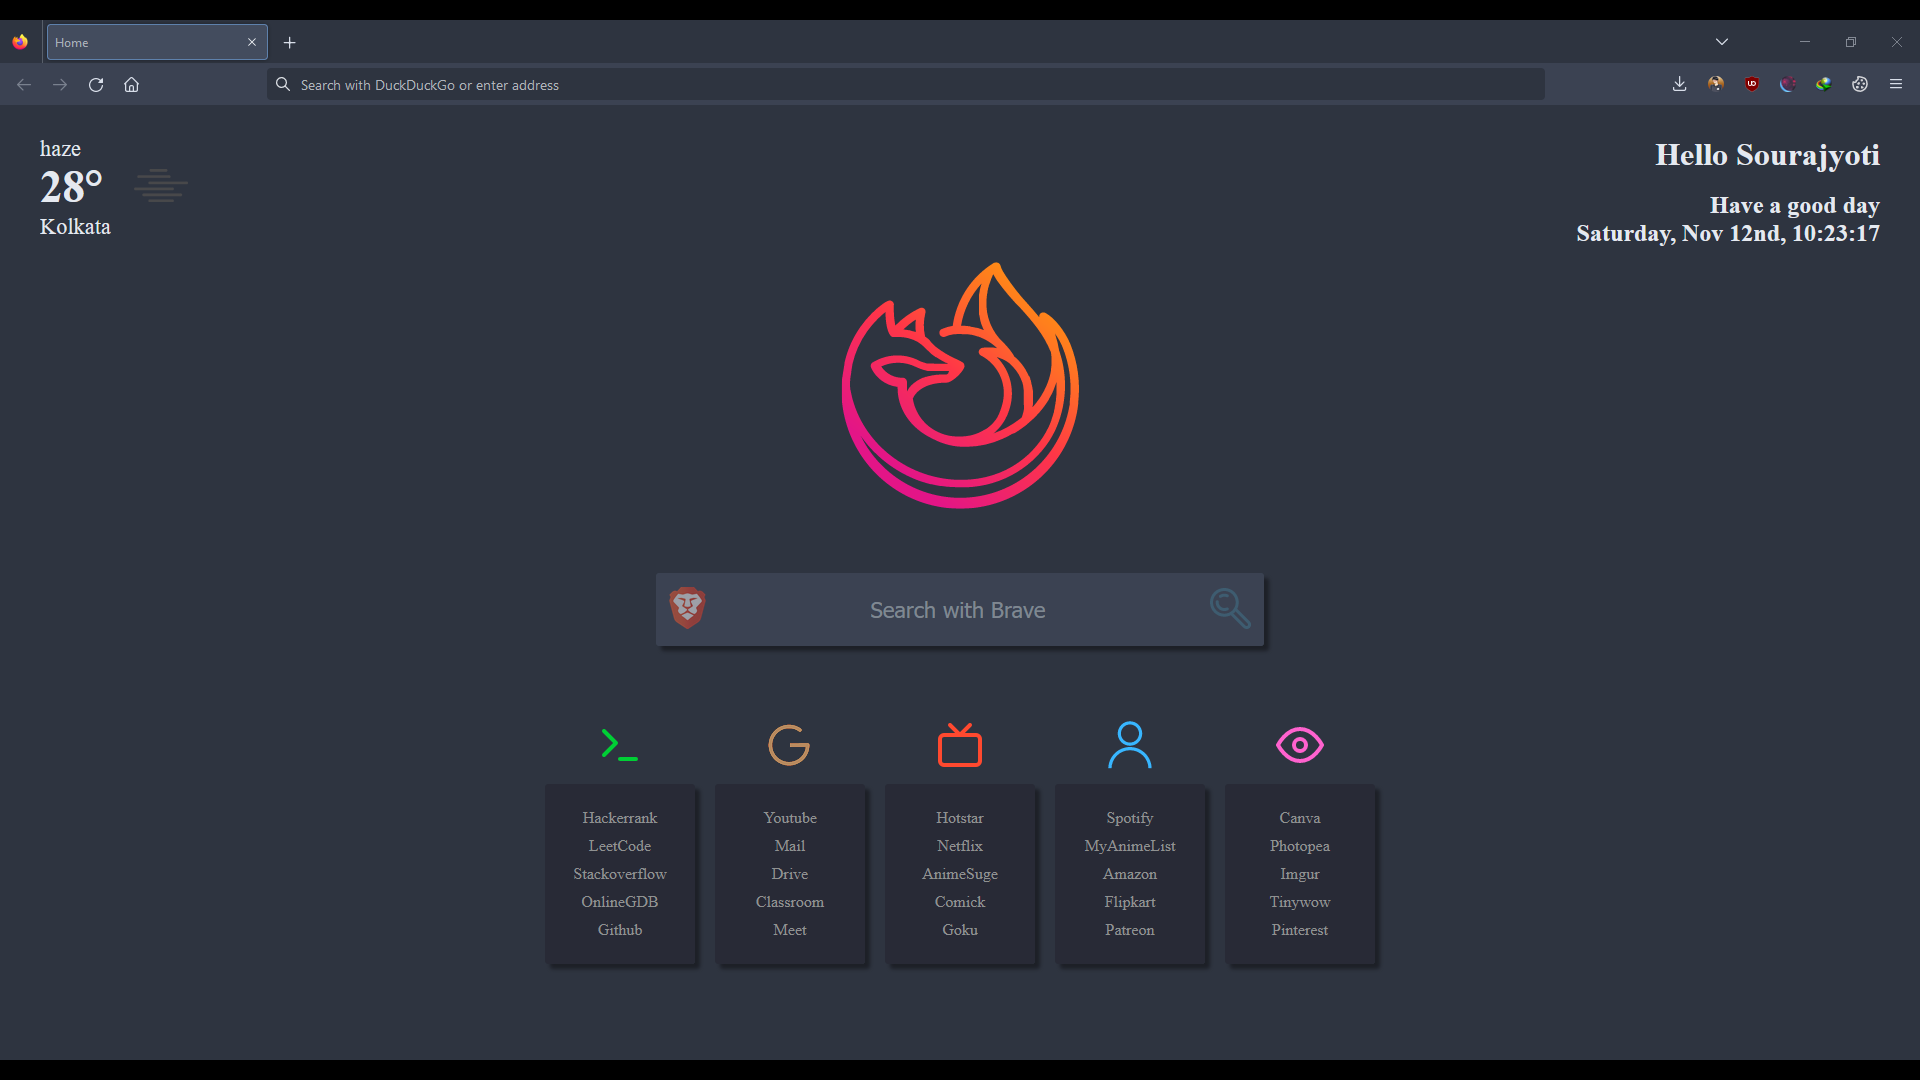 Home
Search with DuckDuckGo or enter address
haze
28°
Kolkata
Hello Sourajyoti
Have a good day
Saturday, Nov 12nd, 10:23:17
Search with Brave
Hackerrank
LeetCode
Stackoverflow
OnlineGDB
Github
Youtube
Mail
Drive
Classroom
Meet
Hotstar
Netflix
AnimeSuge
Comick
Goku
Spotify
MyAnimeList
Amazon
Flipkart
Patreon
Canva
Photopea
Imgur
Tinywow
Pinterest